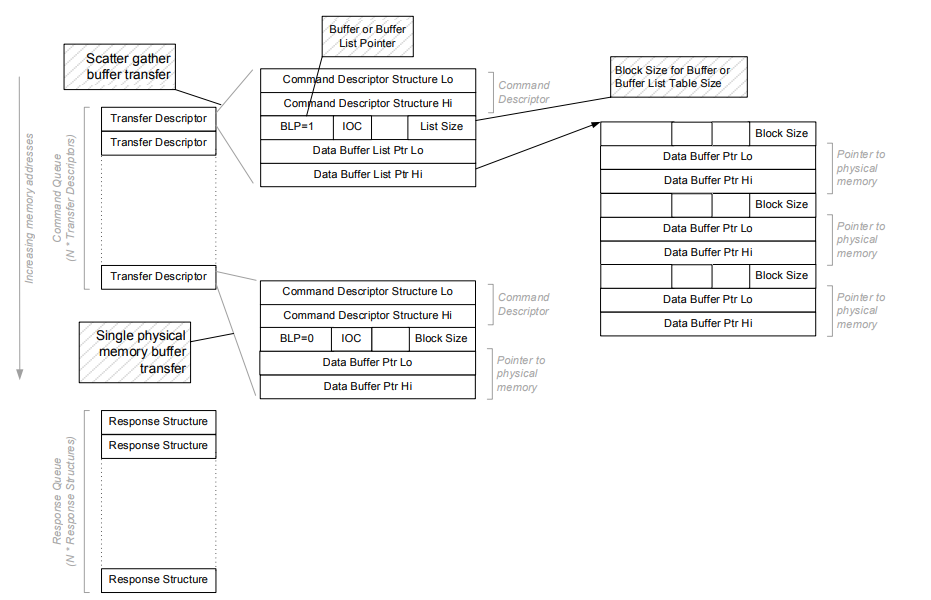 Buffer or Buffer
List Pointer
Scatter gather
buffer transfer
Block Size for Buffer or
Buffer List Table Size
Increasing memory addresses
Command Queue
(N * Transfer Descriptors)
Transfer Descriptor
Transfer Descriptor
Transfer Descriptor
Command Descriptor Structure Lo
Command Descriptor Structure Hi
BLP=1 IOC List Size
Data Buffer List Ptr Lo
Data Buffer List Ptr Hi
Command
Descriptor
Block Size
Data Buffer Ptr Lo
Data Buffer Ptr Hi
Block Size
Data Buffer Ptr Lo
Data Buffer Ptr Hi
Block Size
Data Buffer Ptr Lo
Data Buffer Ptr Hi
Pointer to
physical
memory
Pointer to
physical
memory
Pointer to
physical
memory
Command Descriptor Structure Lo
Command Descriptor Structure Hi
BLP=0 IOC Block Size
Data Buffer Ptr Lo
Data Buffer Ptr Hi
Command
Descriptor
Pointer to
physical
memory
Single physical
memory buffer
transfer
Response Queue
(N * Response Structures)
Response Structure
Response Structure
Response Structure